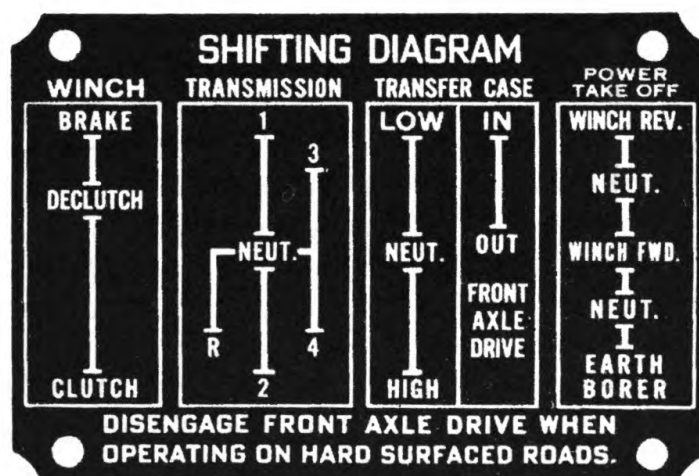 SHIFTING DIAGRAM
WINCH
BRAKE
DECLUTCH
CLUTCH
TRANSMISSION
1
3
NEUT.
R
4
2
TRANSFER CASE
LOW
NEUT.
HIGH
IN
OUT
FRONT
AXLE
DRIVE
POWER
TAKE OFF
WINCH REV.
NEUT.
WINCH FWD.
NEUT.
EARTH
BORER
DISENGAGE FRONT AXLE DRIVE WHEN
OPERATING ON HARD SURFACED ROADS.